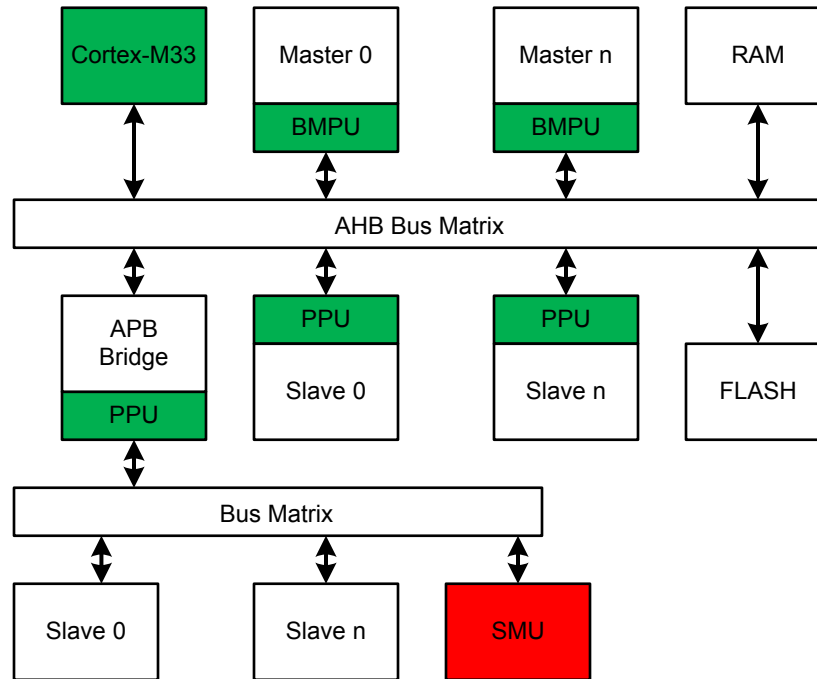 Cortex-M33
Master 0
Master n
RAM
BMPU
BMPU
AHB Bus Matrix
APB
Bridge
PPU
PPU
PPU
Slave 0
Slave n
FLASH
Bus Matrix
Slave 0
Slave n
SMU